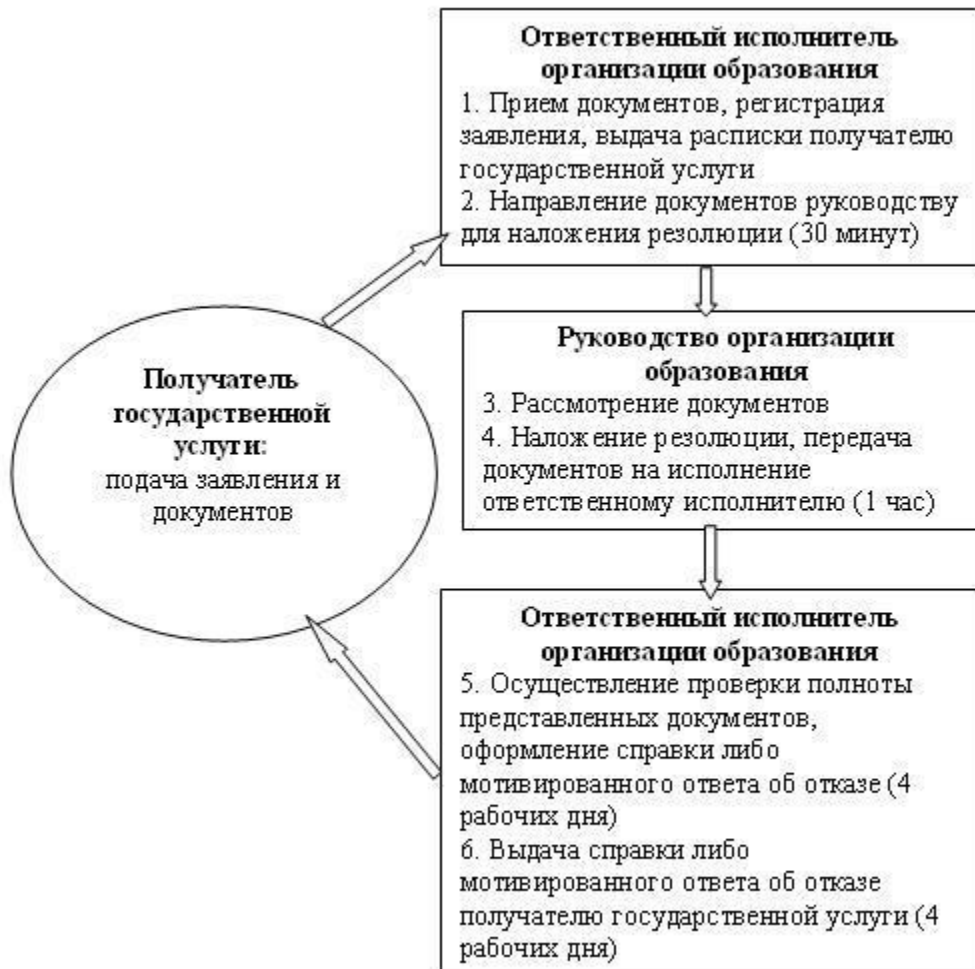 Ответственный исполнитель
организации образования
1. Прием документов, регистрация
заявления, выдача расписки получателю
государственной услуги
2. Направление документов руководству
для наложения резолюции (30 минут)
Получатель
государственной
услуги:
подача заявления и
документов
Руководство организации
образования
3. Рассмотрение документов
4. Наложение резолюции, передача
документов на исполнение
ответственному исполнителю (1 час)
Ответственный исполнитель
организации образования
5. Осуществление проверки полноты
представленных документов,
оформление справки либо
мотивированного ответа об отказе (4
рабочих дня)
6. Выдача справки либо
мотивированного ответа об отказе
получателю государственной услуги (4
рабочих дня)